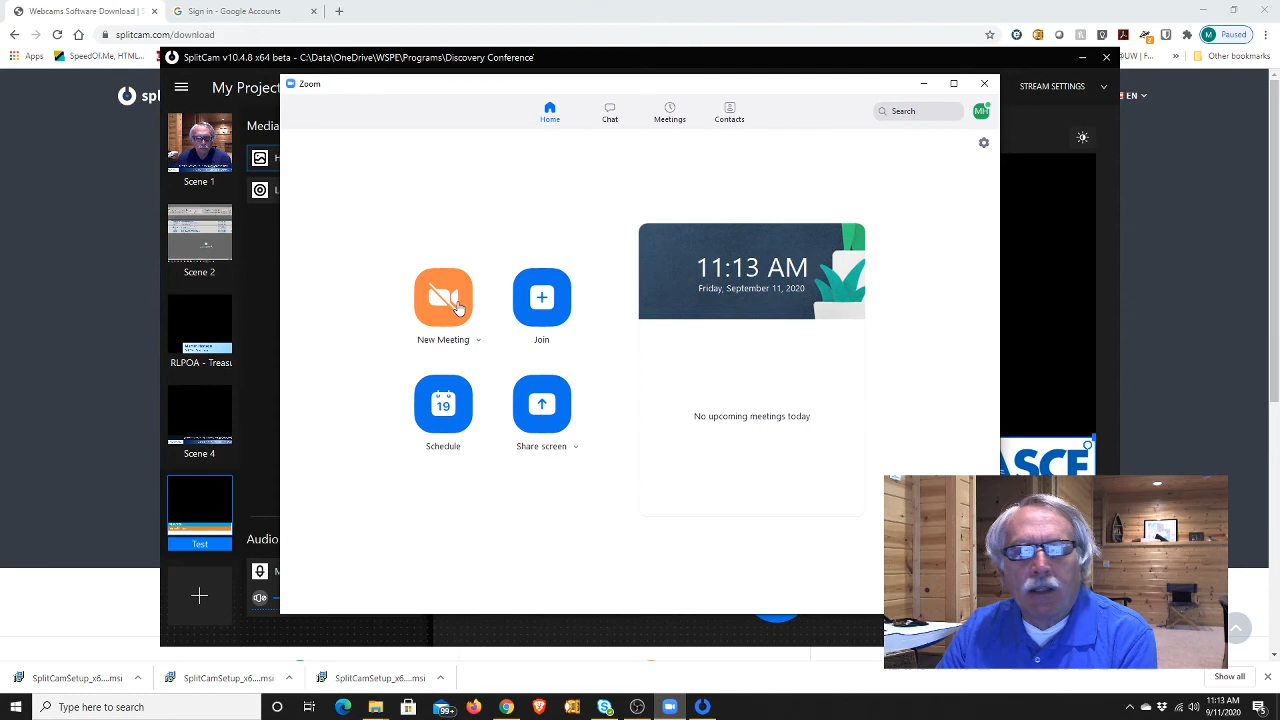 Webcams Software Download - S
Sign in - Google Accounts
splitcam.com/download
Paused
Apps
SpeedOf.Me, HTML
Other bookmarks
SplitCam v10.4.8 x64 beta - C:\Data\OneDrive\WSPE\Programs\Discovery Conference
Zoom
My Project
STREAM SETTINGS
EN
Home
Chat
Meetings
Contacts
Search
MH
Media
Scene 1
Scene 2
RLPOA - Treasu
Scene 4
Test
Audio
11:13 AM
Friday, September 11, 2020
New Meeting
Join
No upcoming meetings today
19
Schedule
Share screen
ASCE
SplitCamSetup_x6....msi
SplitCamSetup_x6....msi
SplitCamSetup_x6....msi
Show all
Type here to search
11:13 AM
9/11/2020